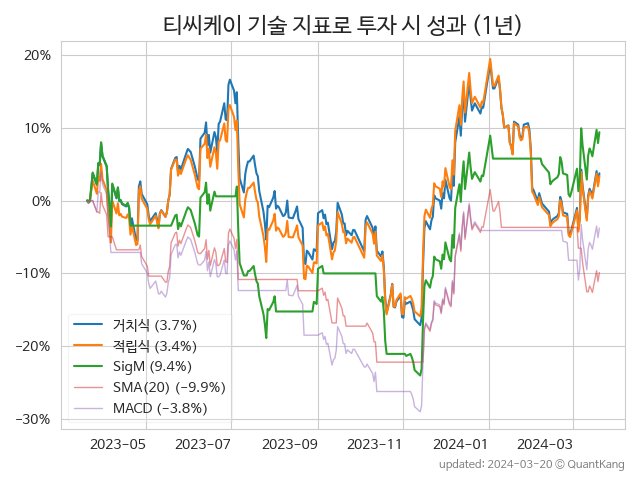 티씨케이 기술 지표로 투자 시 성과 (1년)
20%
10%
0%
−10%
−20%
−30%
거치식 (3.7%)
적립식 (3.4%)
SigM (9.4%)
SMA(20) (−9.9%)
MACD (−3.8%)
2023-05
2023-07
2023-09
2023-11
2024-01
2024-03
updated: 2024-03-20 © QuantKang